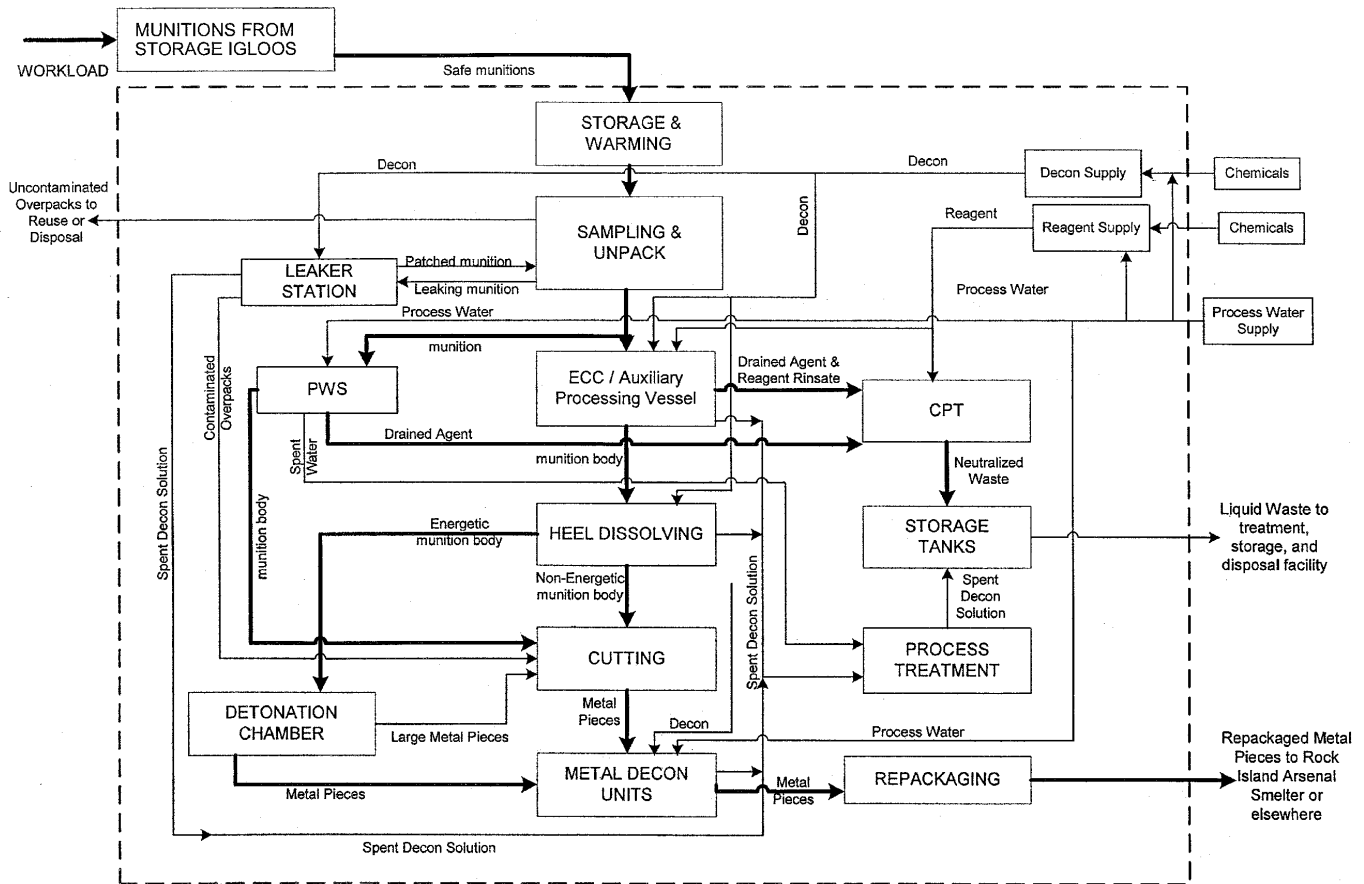 MUNITIONS FROM
STORAGE IGLOOS
WORKLOAD
Safe munitions
STORAGE &
WARMING
Decon
Decon
Decon Supply
Chemicals
Uncontaminated
Overpacks to
Reuse or
Disposal
SAMPLING &
UNPACK
Decon
Reagent
Reagent Supply
Chemicals
LEAKER
STATION
Patched munition
Leaking munition
Process Water
Process Water
Process Water
Supply
munition
PWS
ECC / Auxiliary
Processing Vessel
Drained Agent &
Reagent Rinsate
CPT
Contaminated
Overpacks
Drained Agent
Spent
Water
munition body
Neutralized
Waste
Spent Decon Solution
munition body
Energetic
munition body
HEEL DISSOLVING
STORAGE
TANKS
Liquid Waste to
treatment,
storage, and
disposal facility
Non-Energetic
munition body
Spent
Decon
Solution
Spent Decon Solution
CUTTING
PROCESS
TREATMENT
DETONATION
CHAMBER
Large Metal Pieces
Metal
Pieces
Decon
Process Water
Metal Pieces
METAL DECON
UNITS
Metal
Pieces
REPACKAGING
Repackaged Metal
Pieces to Rock
Island Arsenal
Smelter or
elsewhere
Spent Decon Solution